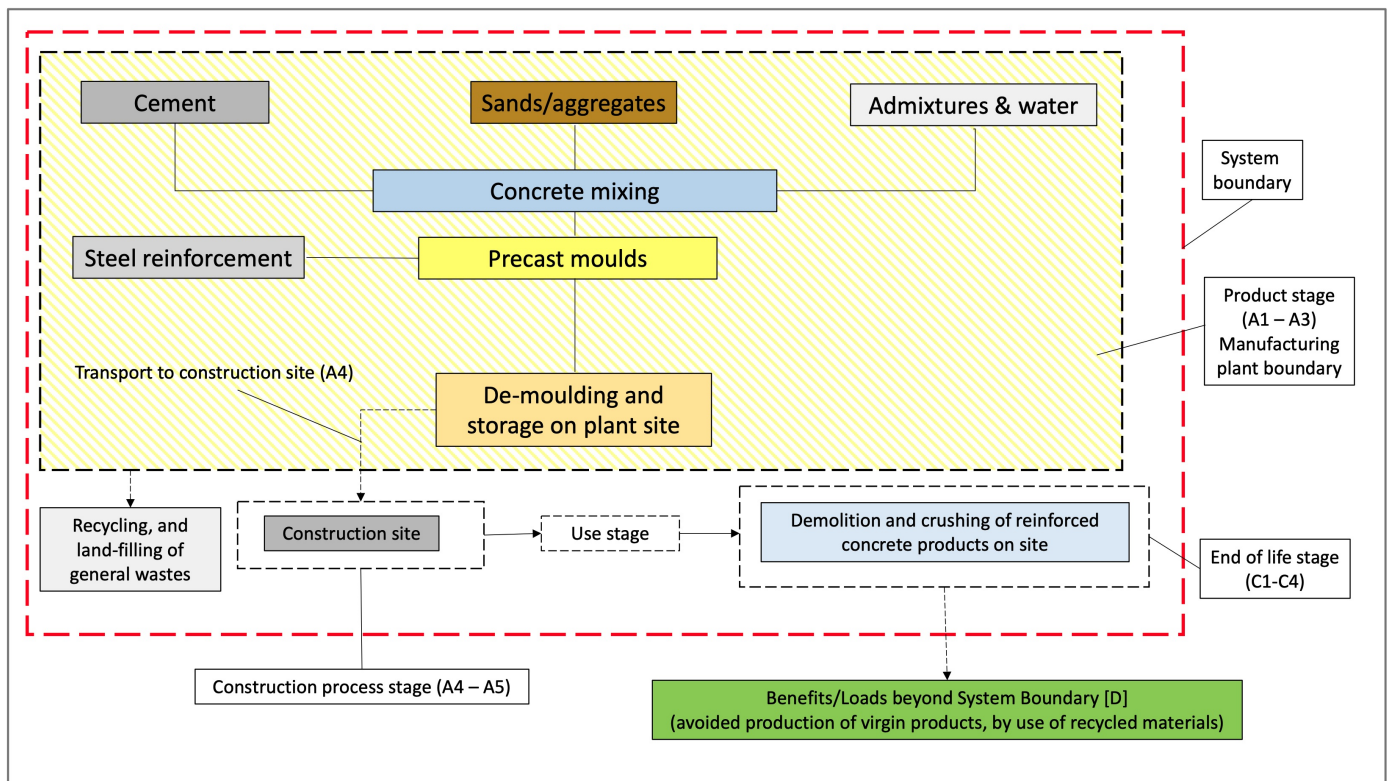 Cement
Sands/aggregates
Admixtures & water
Concrete mixing
System
boundary
Steel reinforcement
Precast moulds
Product stage
(A1 – A3)
Manufacturing
plant boundary
Transport to construction site (A4)
De-moulding and
storage on plant site
Recycling, and
land-filling of
general wastes
Construction site
Use stage
Demolition and crushing of reinforced
concrete products on site
End of life stage
(C1-C4)
Construction process stage (A4 – A5)
Benefits/Loads beyond System Boundary [D]
(avoided production of virgin products, by use of recycled materials)